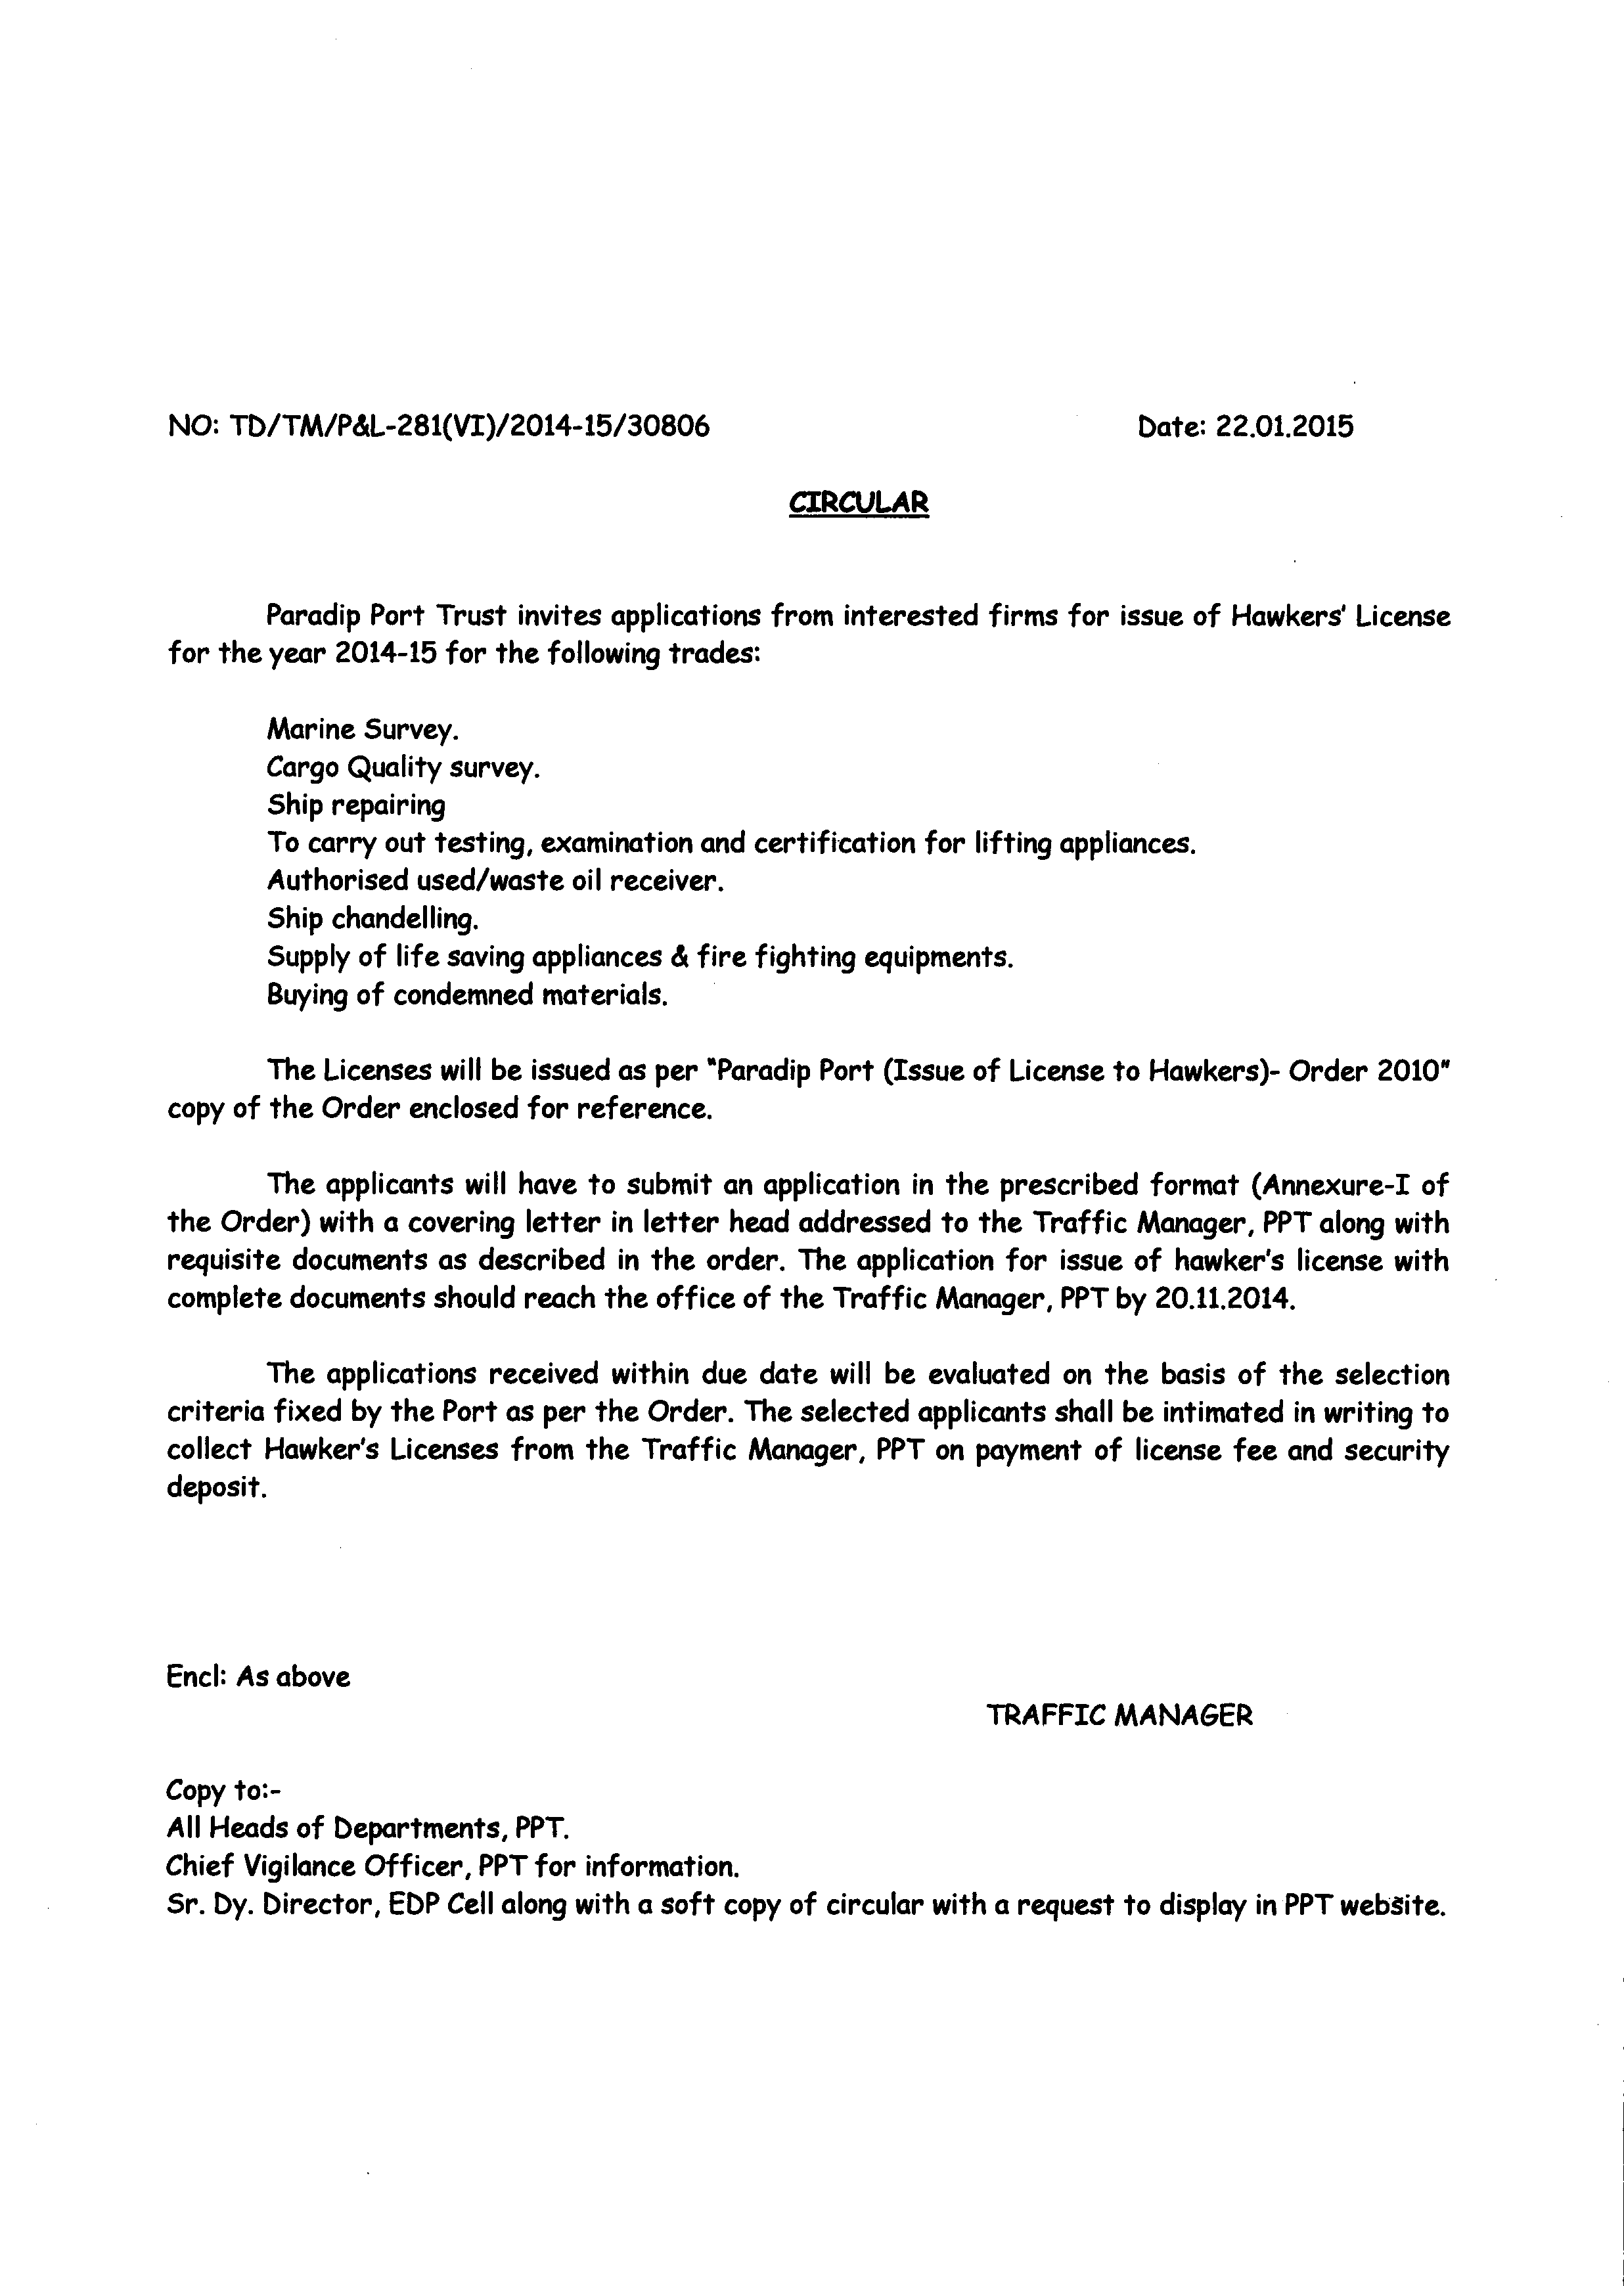 NO: TD/TM/P&L-281(VI)/2014-15/30806 Date: 22.01.2015
CIRCULAR
Paradip Port Trust invites applications from interested firms for issue of Hawkers' License
for the year 2014-15 for the following trades:
Marine Survey.
Cargo Quality survey.
Ship repairing
To carry out testing, examination and certification for lifting appliances.
Authorised used/waste oil receiver.
Ship chandelling.
Supply of life saving appliances & fire fighting equipments.
Buying of condemned materials.
The Licenses will be issued as per "Paradip Port (Issue of License to Hawkers)- Order 2010"
copy of the Order enclosed for reference.
The applicants will have to submit an application in the prescribed format (Annexure-I of
the Order) with a covering letter in letter head addressed to the Traffic Manager, PPT along with
requisite documents as described in the order. The application for issue of hawker's license with
complete documents should reach the office of the Traffic Manager, PPT by 20.11.2014.
The applications received within due date will be evaluated on the basis of the selection
criteria fixed by the Port as per the Order. The selected applicants shall be intimated in writing to
collect Hawker's Licenses from the Traffic Manager, PPT on payment of license fee and security
deposit.
Encl: As above
TRAFFIC MANAGER
Copy to:-
All Heads of Departments, PPT.
Chief Vigilance Officer, PPT for information.
Sr. Dy. Director, EDP Cell along with a soft copy of circular with a request to display in PPT website.